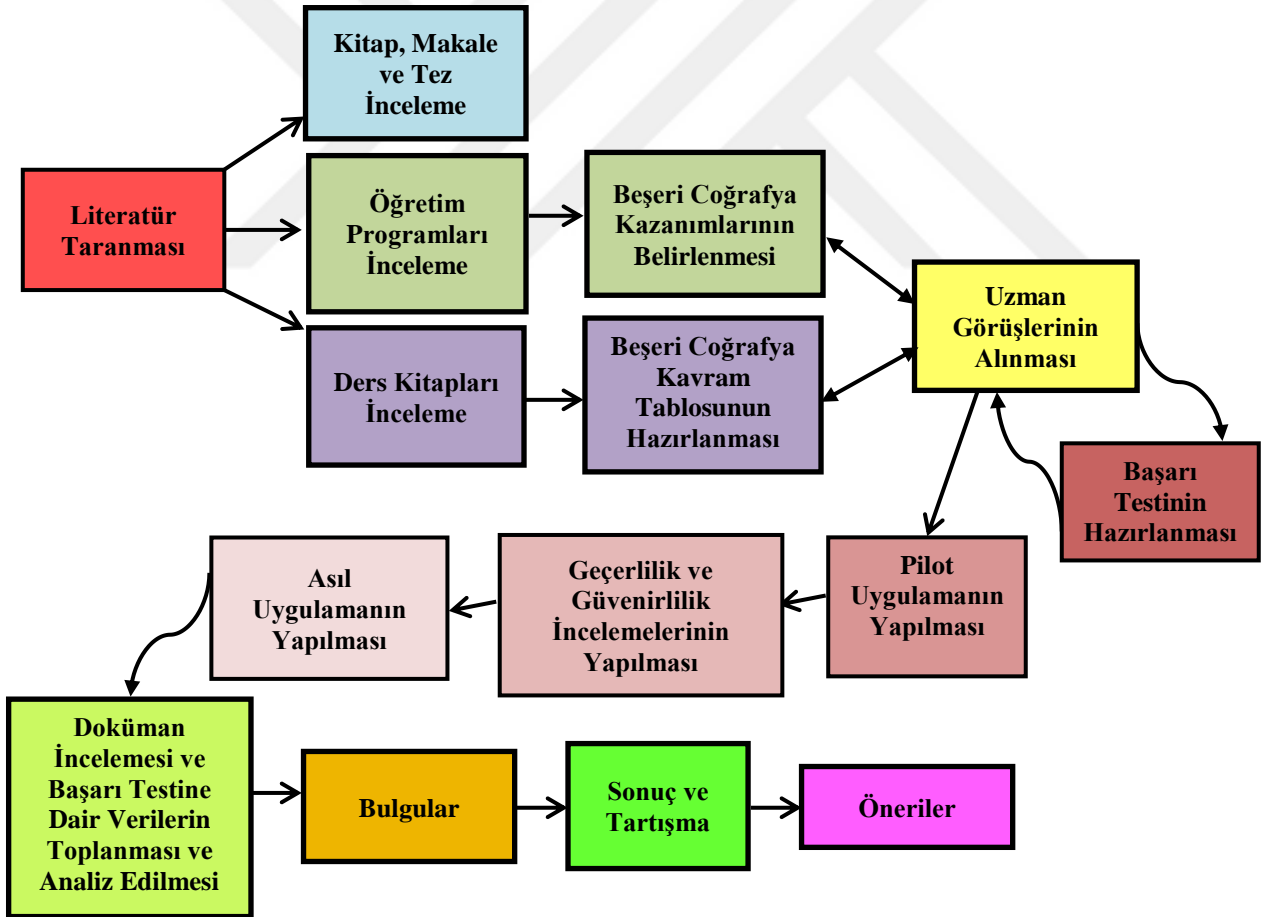 Kitap, Makale
ve Tez
İnceleme
Literatür
Taranması
Öğretim
Programları
İnceleme
Beşeri Coğrafya
Kazanımlarının
Belirlenmesi
Ders Kitapları
İnceleme
Beşeri Coğrafya
Kavram
Tablosunun
Hazırlanması
Uzman
Görüşlerinin
Alınması
Başarı
Testinin
Hazırlanması
Pilot
Uygulamanın
Yapılması
Geçerlilik ve
Güvenirlilik
İncelemelerinin
Yapılması
Asıl
Uygulamanın
Yapılması
Doküman
İncelemesi ve
Başarı Testine
Dair Verilerin
Toplanması ve
Analiz Edilmesi
Bulgular
Sonuç ve
Tartışma
Öneriler